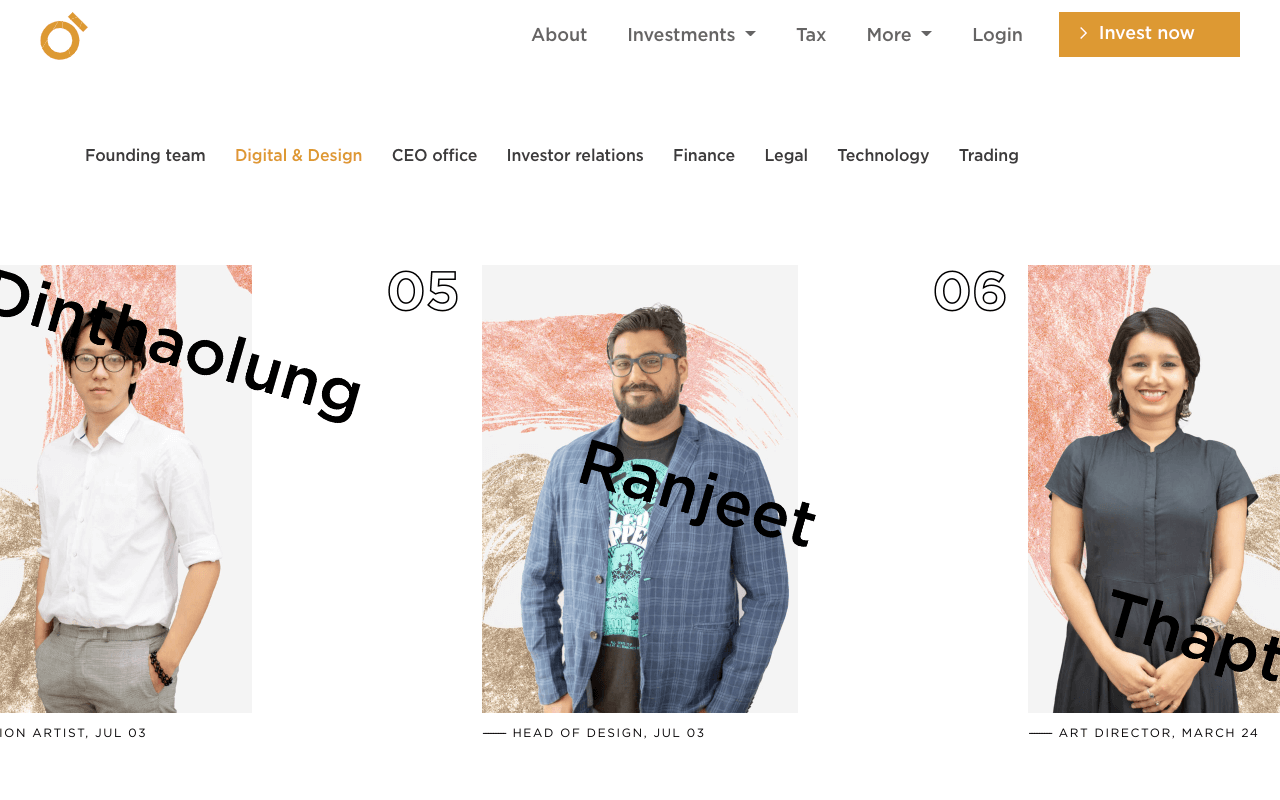 About Investments Tax More Login Invest now
Founding team Digital & Design CEO office Investor relations Finance Legal Technology Trading
Dinthaolung
05
Ranjeet
06
Thapt
ION ARTIST, JUL 03
HEAD OF DESIGN, JUL 03
ART DIRECTOR, MARCH 24